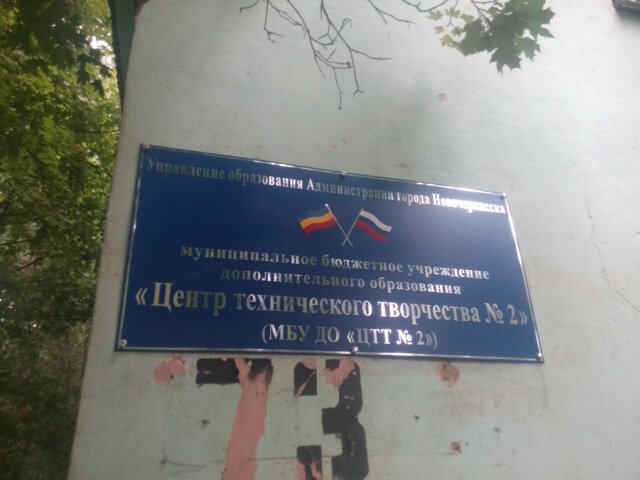 Управление образования Администрации города Новочеркасска
муниципальное бюджетное учреждение
дополнительного образования
«Центр технического творчества № 2»
(МБУ ДО «ЦТТ № 2»)
73